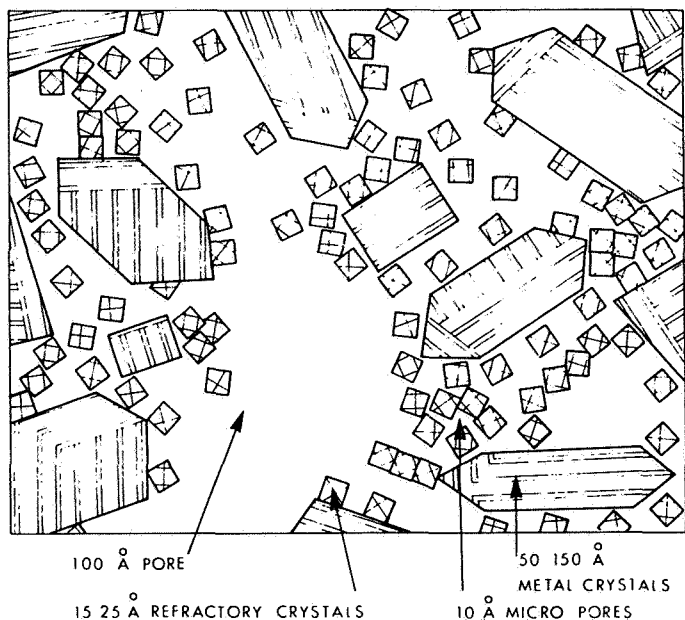 100 Å PORE
50 150 Å
METAL CRYSTALS
15 25 Å REFRACTORY CRYSTALS
10 Å MICRO PORES